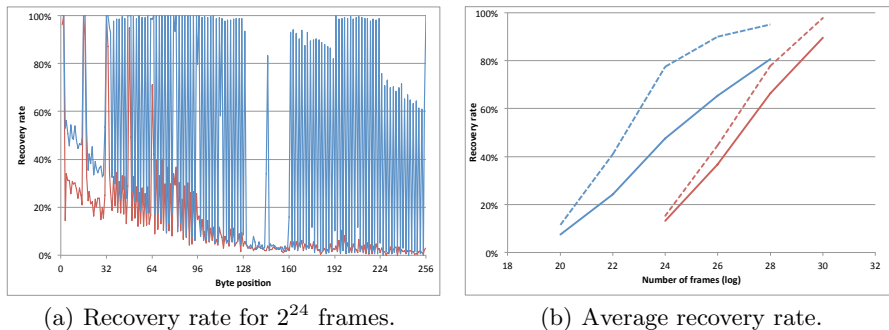 100%
80%
60%
40%
20%
0%
Recovery rate
0 32 64 96 128 160 192 224 256
Byte position
(a) Recovery rate for 2^24 frames.
100%
80%
60%
40%
20%
0%
Recovery rate
18 20 22 24 26 28 30 32
Number of frames (log)
(b) Average recovery rate.